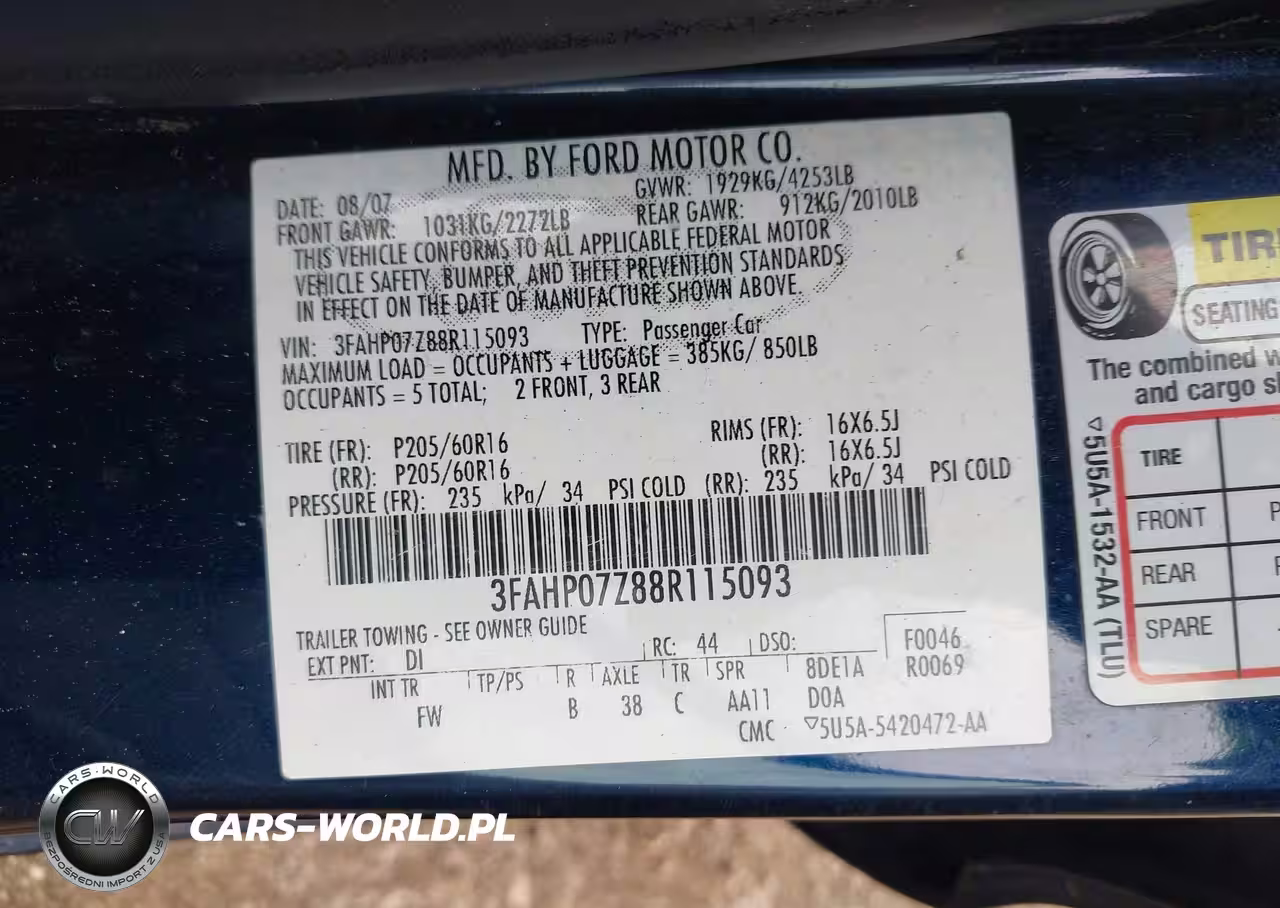 MFD. BY FORD MOTOR CO.
DATE: 08/07 GVWR: 1929KG/4253LB
FRONT GAWR: 1031KG/2272LB REAR GAWR: 912KG/2010LB
THIS VEHICLE CONFORMS TO ALL APPLICABLE FEDERAL MOTOR
VEHICLE SAFETY, BUMPER, AND THEFT PREVENTION STANDARDS
IN EFFECT ON THE DATE OF MANUFACTURE SHOWN ABOVE.
VIN: 3FAHP07Z88R115093 TYPE: Passenger Car
MAXIMUM LOAD = OCCUPANTS + LUGGAGE = 385KG/ 850LB
OCCUPANTS = 5 TOTAL; 2 FRONT, 3 REAR
TIRE (FR): P205/60R16 RIMS (FR): 16X6.5J
(RR): P205/60R16 (RR): 16X6.5J
PRESSURE (FR): 235 kPa/ 34 PSI COLD (RR): 235 kPa/ 34 PSI COLD
3FAHP07Z88R115093
TRAILER TOWING - SEE OWNER GUIDE
EXT PNT: DI RC: 44 DSO: F0046
R0069
INT TR TP/PS R AXLE TR SPR 8DE1A
FW B 38 C AA11 D0A
CMC ▽5U5A-5420472-AA
TIR
SEATING
The combined
and cargo
▽5U5A-1532-AA (TLU)
TIRE
FRONT P
REAR
SPARE
CARS-WORLD
CW
BEZPOŚREDNI IMPORT Z USA
CARS-WORLD.PL